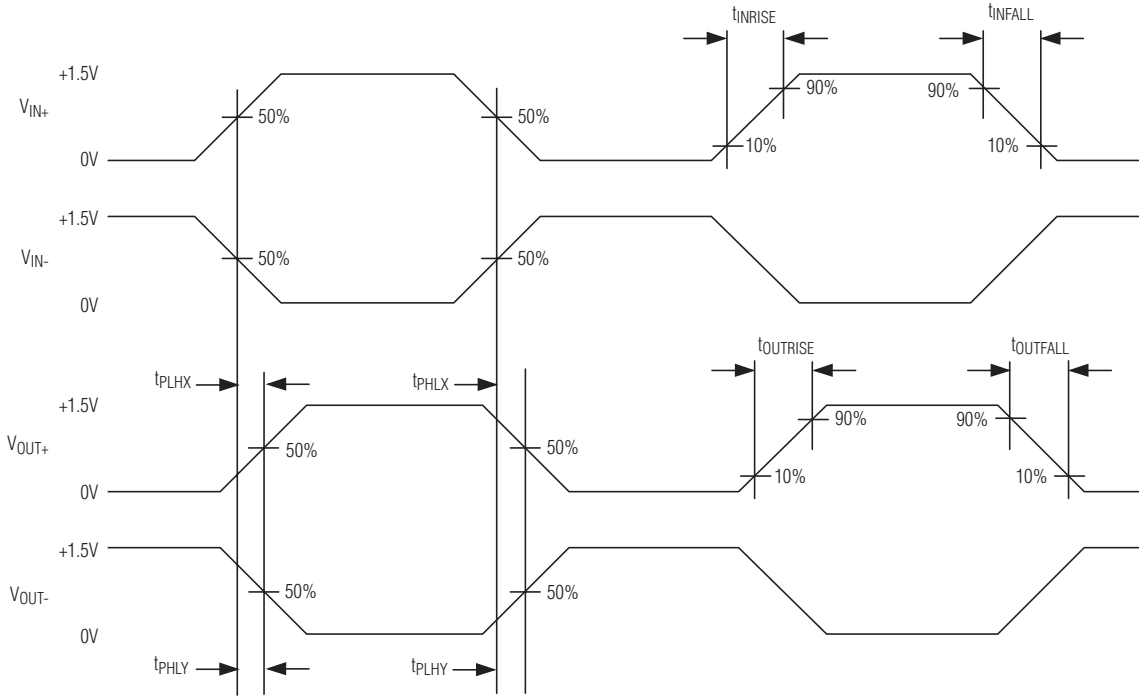 tINRISE tINFALL
+1.5V
VIN+ 50% 50% 90% 90%
10% 10%
0V
+1.5V
VIN- 50% 50%
0V
tOUTRISE tOUTFALL
tPLHX tPHLX
+1.5V
90% 90%
VOUT+ 50% 50%
10% 10%
0V
+1.5V
VOUT- 50% 50%
0V
tPHLY tPLHY